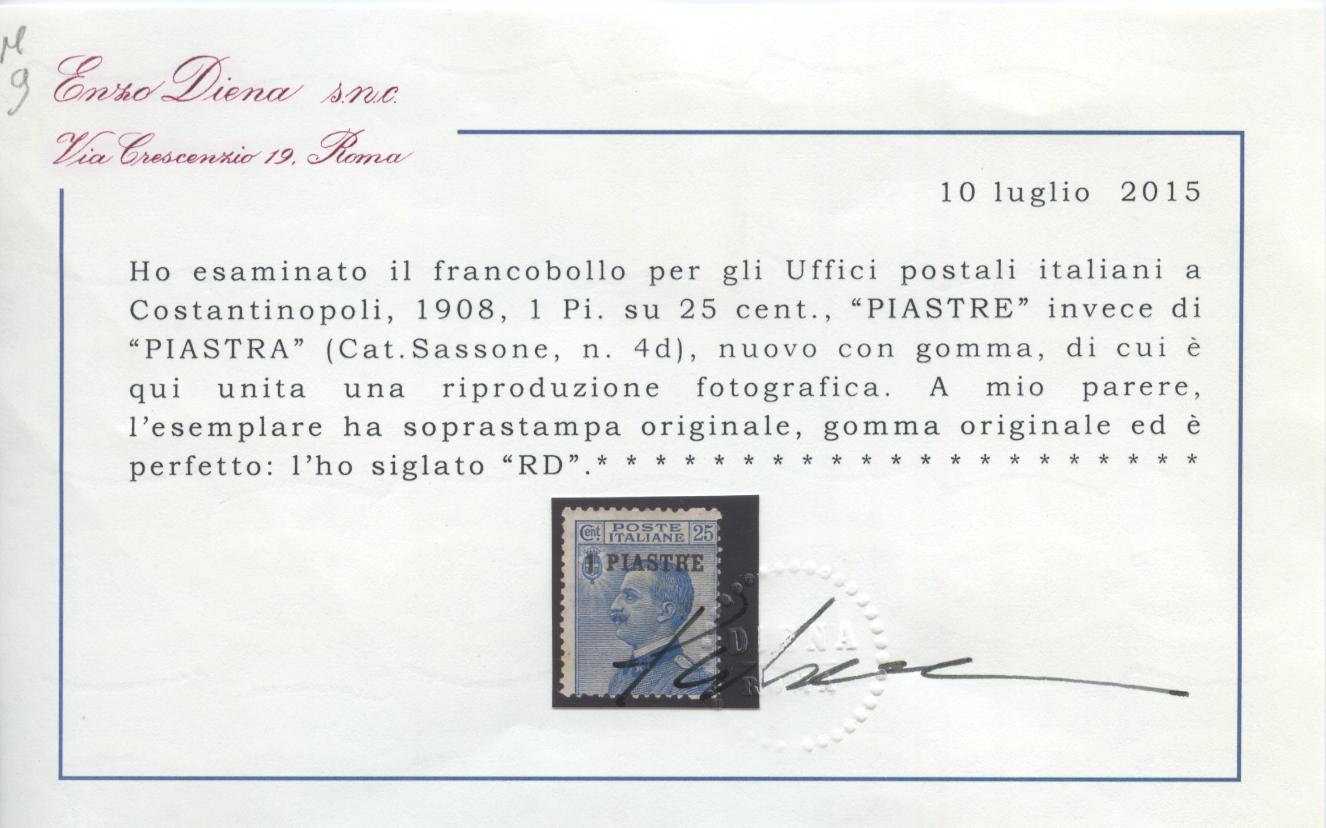 M
9
Enzo Diena s.n.c.
Via Crescenzio 19, Roma
10 luglio 2015
Ho esaminato il francobollo per gli Uffici postali italiani a
Costantinopoli, 1908, 1 Pi. su 25 cent., “PIASTRE” invece di
“PIASTRA” (Cat.Sassone, n. 4d), nuovo con gomma, di cui è
qui unita una riproduzione fotografica. A mio parere,
l'esemplare ha soprastampa originale, gomma originale ed è
perfetto: l'ho siglato “RD”.* * * * * * * * * * * * * * * * * * * * *
Cent. POSTE ITALIANE 25
1 PIASTRE
DIENA
ROMA